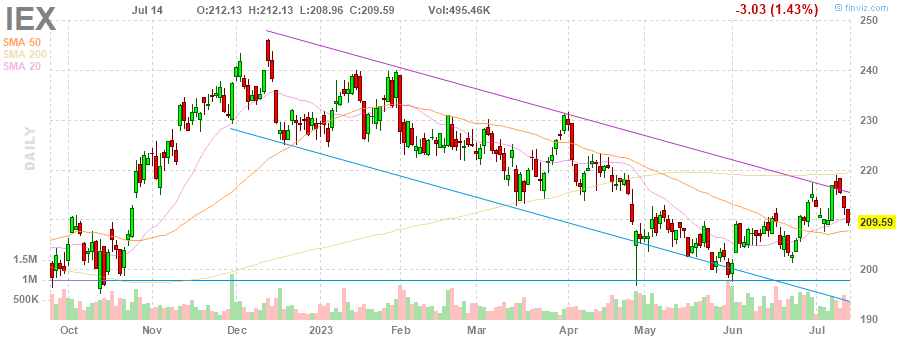 IEX
Jul 14 O:212.13 H:212.13 L:208.96 C:209.59 Vol:495.46K -3.03 (1.43%)
© finviz.com
SMA 50
SMA 200
SMA 20
DAILY
250
240
230
220
210
209.59
200
190
1.5M
1M
500K
Oct Nov Dec 2023 Feb Mar Apr May Jun Jul